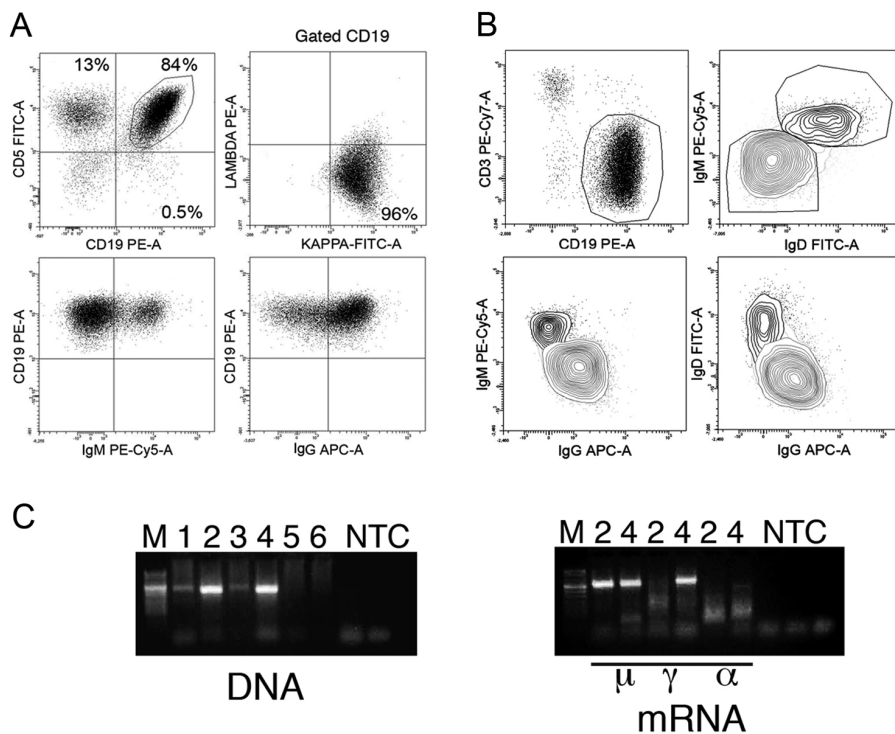 A
B
Gated CD19
13%
84%
0.5%
CD5 FITC-A
CD19 PE-A
LAMBDA PE-A
96%
KAPPA-FITC-A
CD3 PE-Cy7-A
CD19 PE-A
IgM PE-Cy5-A
IgD FITC-A
CD19 PE-A
IgM PE-Cy5-A
CD19 PE-A
IgG APC-A
IgM PE-Cy5-A
IgG APC-A
IgD FITC-A
IgG APC-A
C
M 1 2 3 4 5 6 NTC
DNA
M 2 4 2 4 2 4 NTC
μ γ α
mRNA